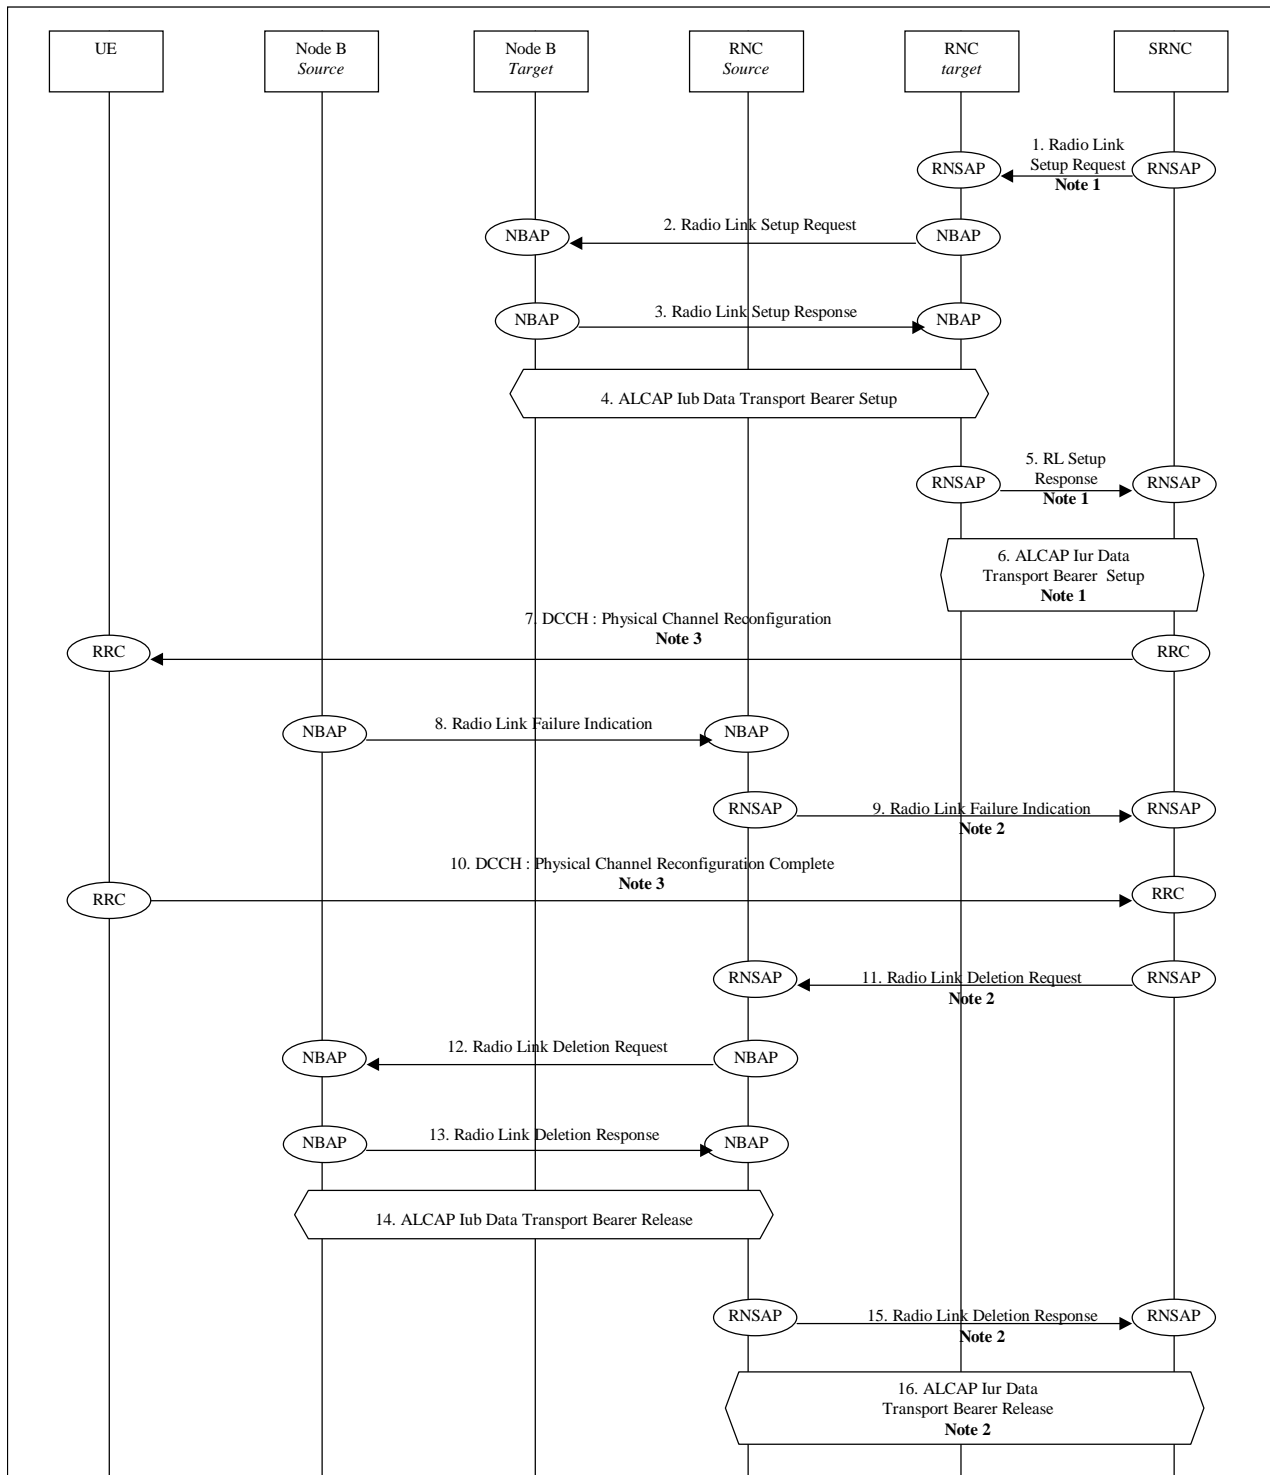 UE
Node B
Source
Node B
Target
RNC
Source
RNC
target
SRNC
1. Radio Link
Setup Request
Note 1
RNSAP
RNSAP
2. Radio Link Setup Request
NBAP
NBAP
3. Radio Link Setup Response
NBAP
NBAP
4. ALCAP Iub Data Transport Bearer Setup
5. RL Setup
Response
Note 1
RNSAP
RNSAP
6. ALCAP Iur Data
Transport Bearer Setup
Note 1
7. DCCH : Physical Channel Reconfiguration
Note 3
RRC
RRC
8. Radio Link Failure Indication
NBAP
NBAP
RNSAP
9. Radio Link Failure Indication
Note 2
RNSAP
10. DCCH : Physical Channel Reconfiguration Complete
Note 3
RRC
RRC
RNSAP
11. Radio Link Deletion Request
Note 2
RNSAP
NBAP
12. Radio Link Deletion Request
NBAP
NBAP
13. Radio Link Deletion Response
NBAP
14. ALCAP Iub Data Transport Bearer Release
RNSAP
15. Radio Link Deletion Response
Note 2
RNSAP
16. ALCAP Iur Data
Transport Bearer Release
Note 2